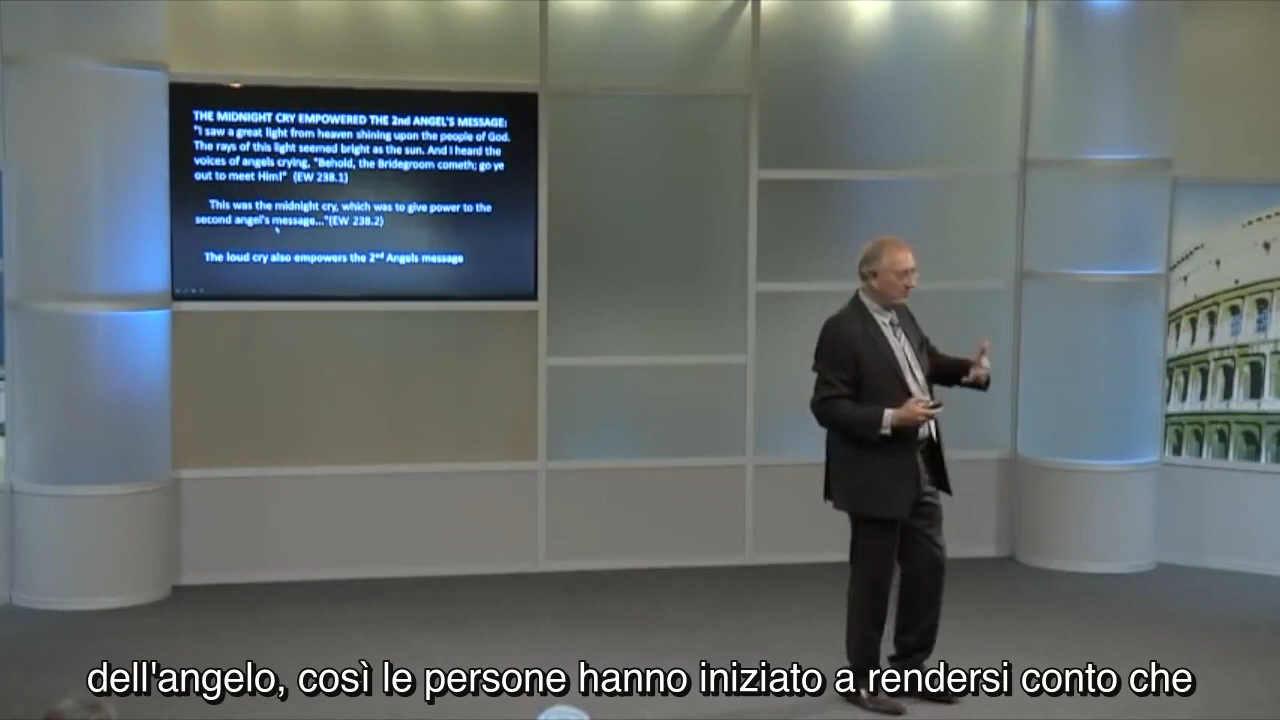 THE MIDNIGHT CRY EMPOWERED THE 2nd ANGEL'S MESSAGE:
"I saw a great light from heaven shining upon the people of God.
The rays of this light seemed bright as the sun. And I heard the
voices of angels crying, "Behold, the Bridegroom cometh; go ye
out to meet Him!" (EW 238.1)
This was the midnight cry, which was to give power to the
second angel's message..."(EW 238.2)
The loud cry also empowers the 2nd Angels message
dell'angelo, così le persone hanno iniziato a rendersi conto che